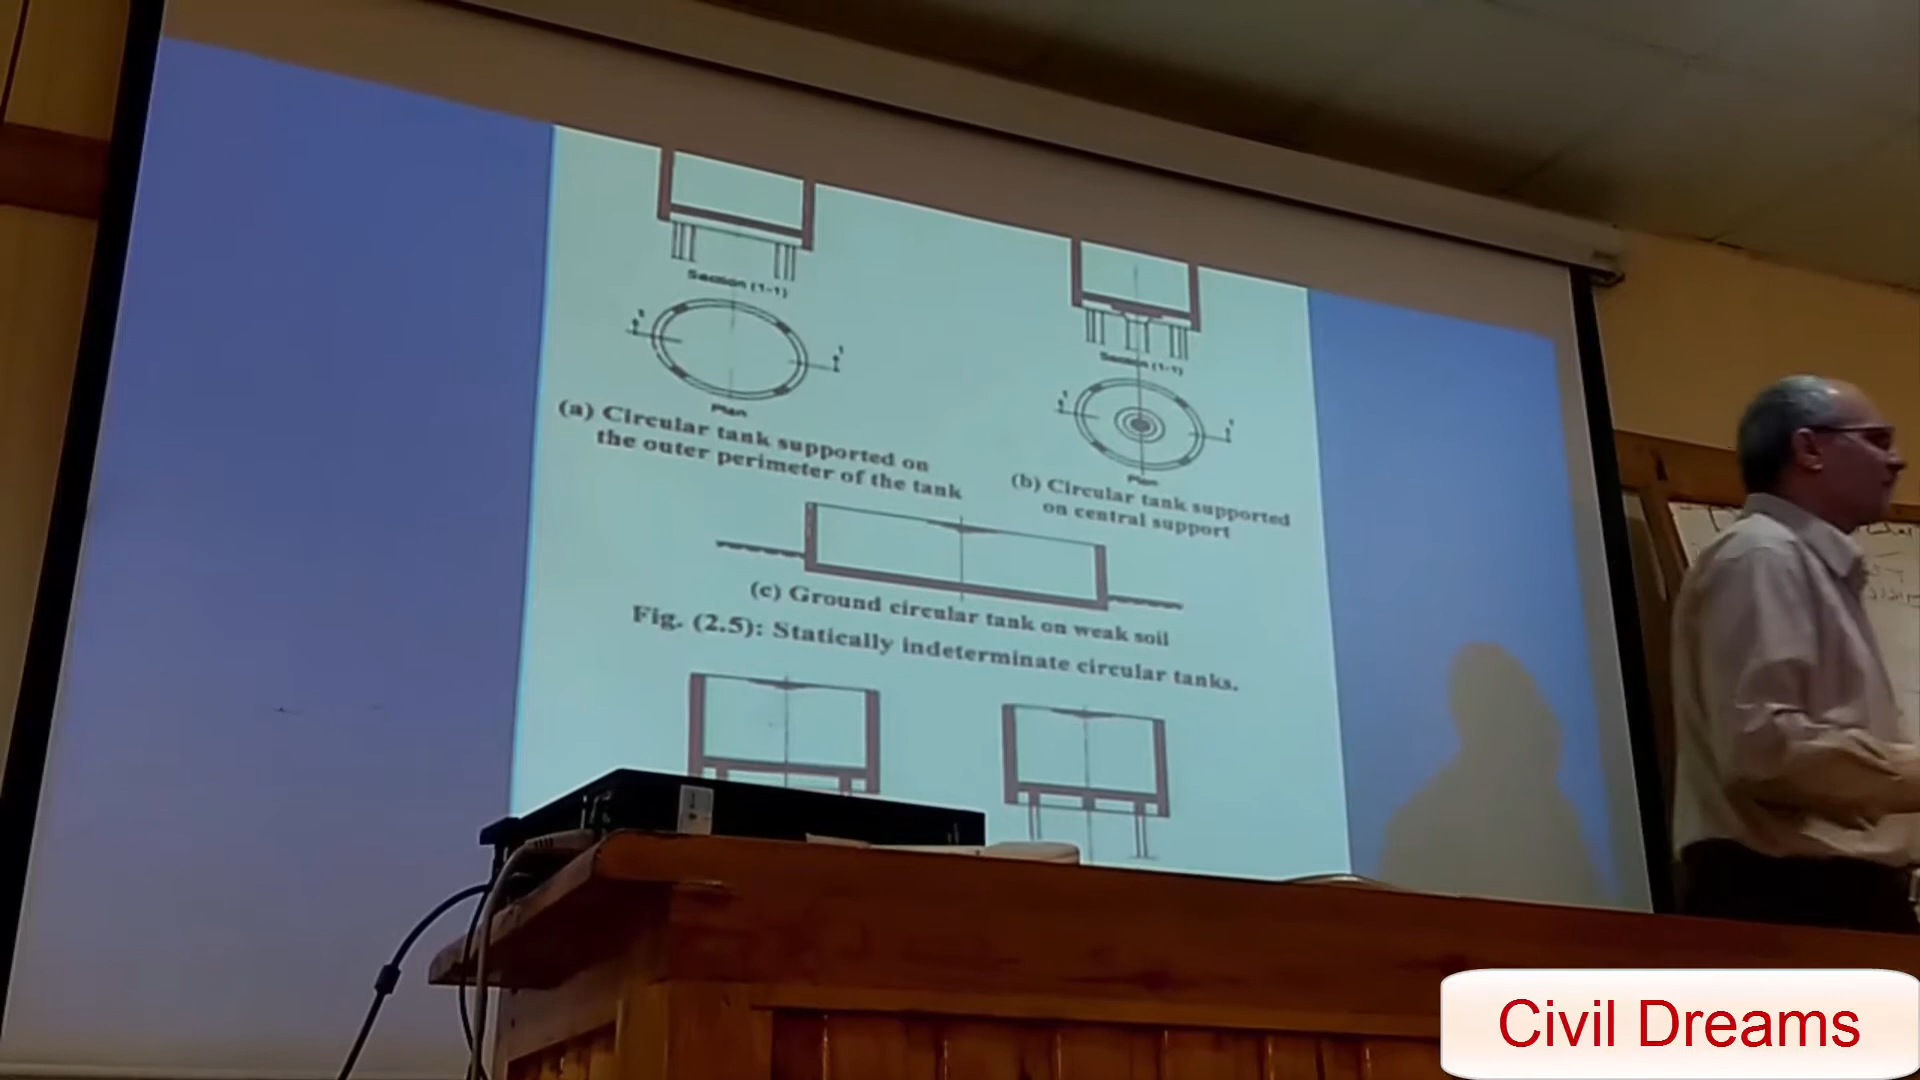 Section (1-1)
Plan
(a) Circular tank supported on
the outer perimeter of the tank
Section (1-1)
Plan
(b) Circular tank supported
on central support
(c) Ground circular tank on weak soil
Fig. (2.5): Statically indeterminate circular tanks.
Civil Dreams